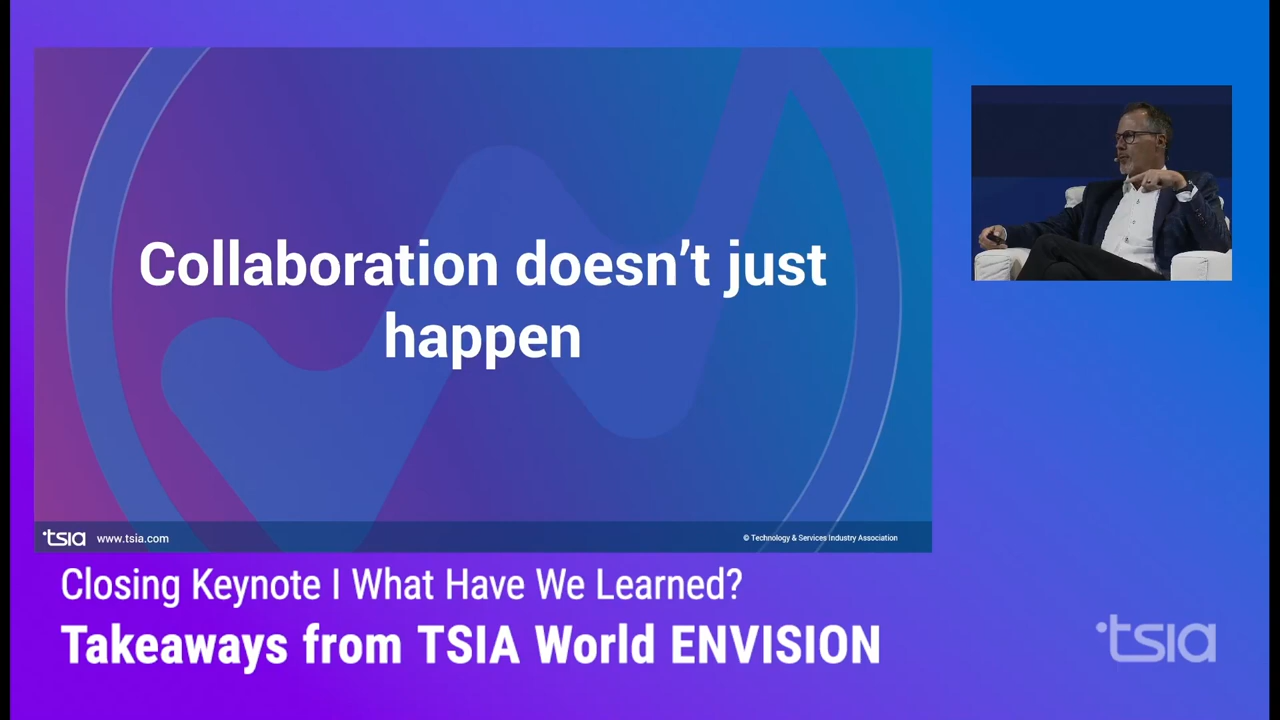 Collaboration doesn’t just
happen
tsia www.tsia.com
© Technology & Services Industry Association
Closing Keynote I What Have We Learned?
Takeaways from TSIA World ENVISION
tsia